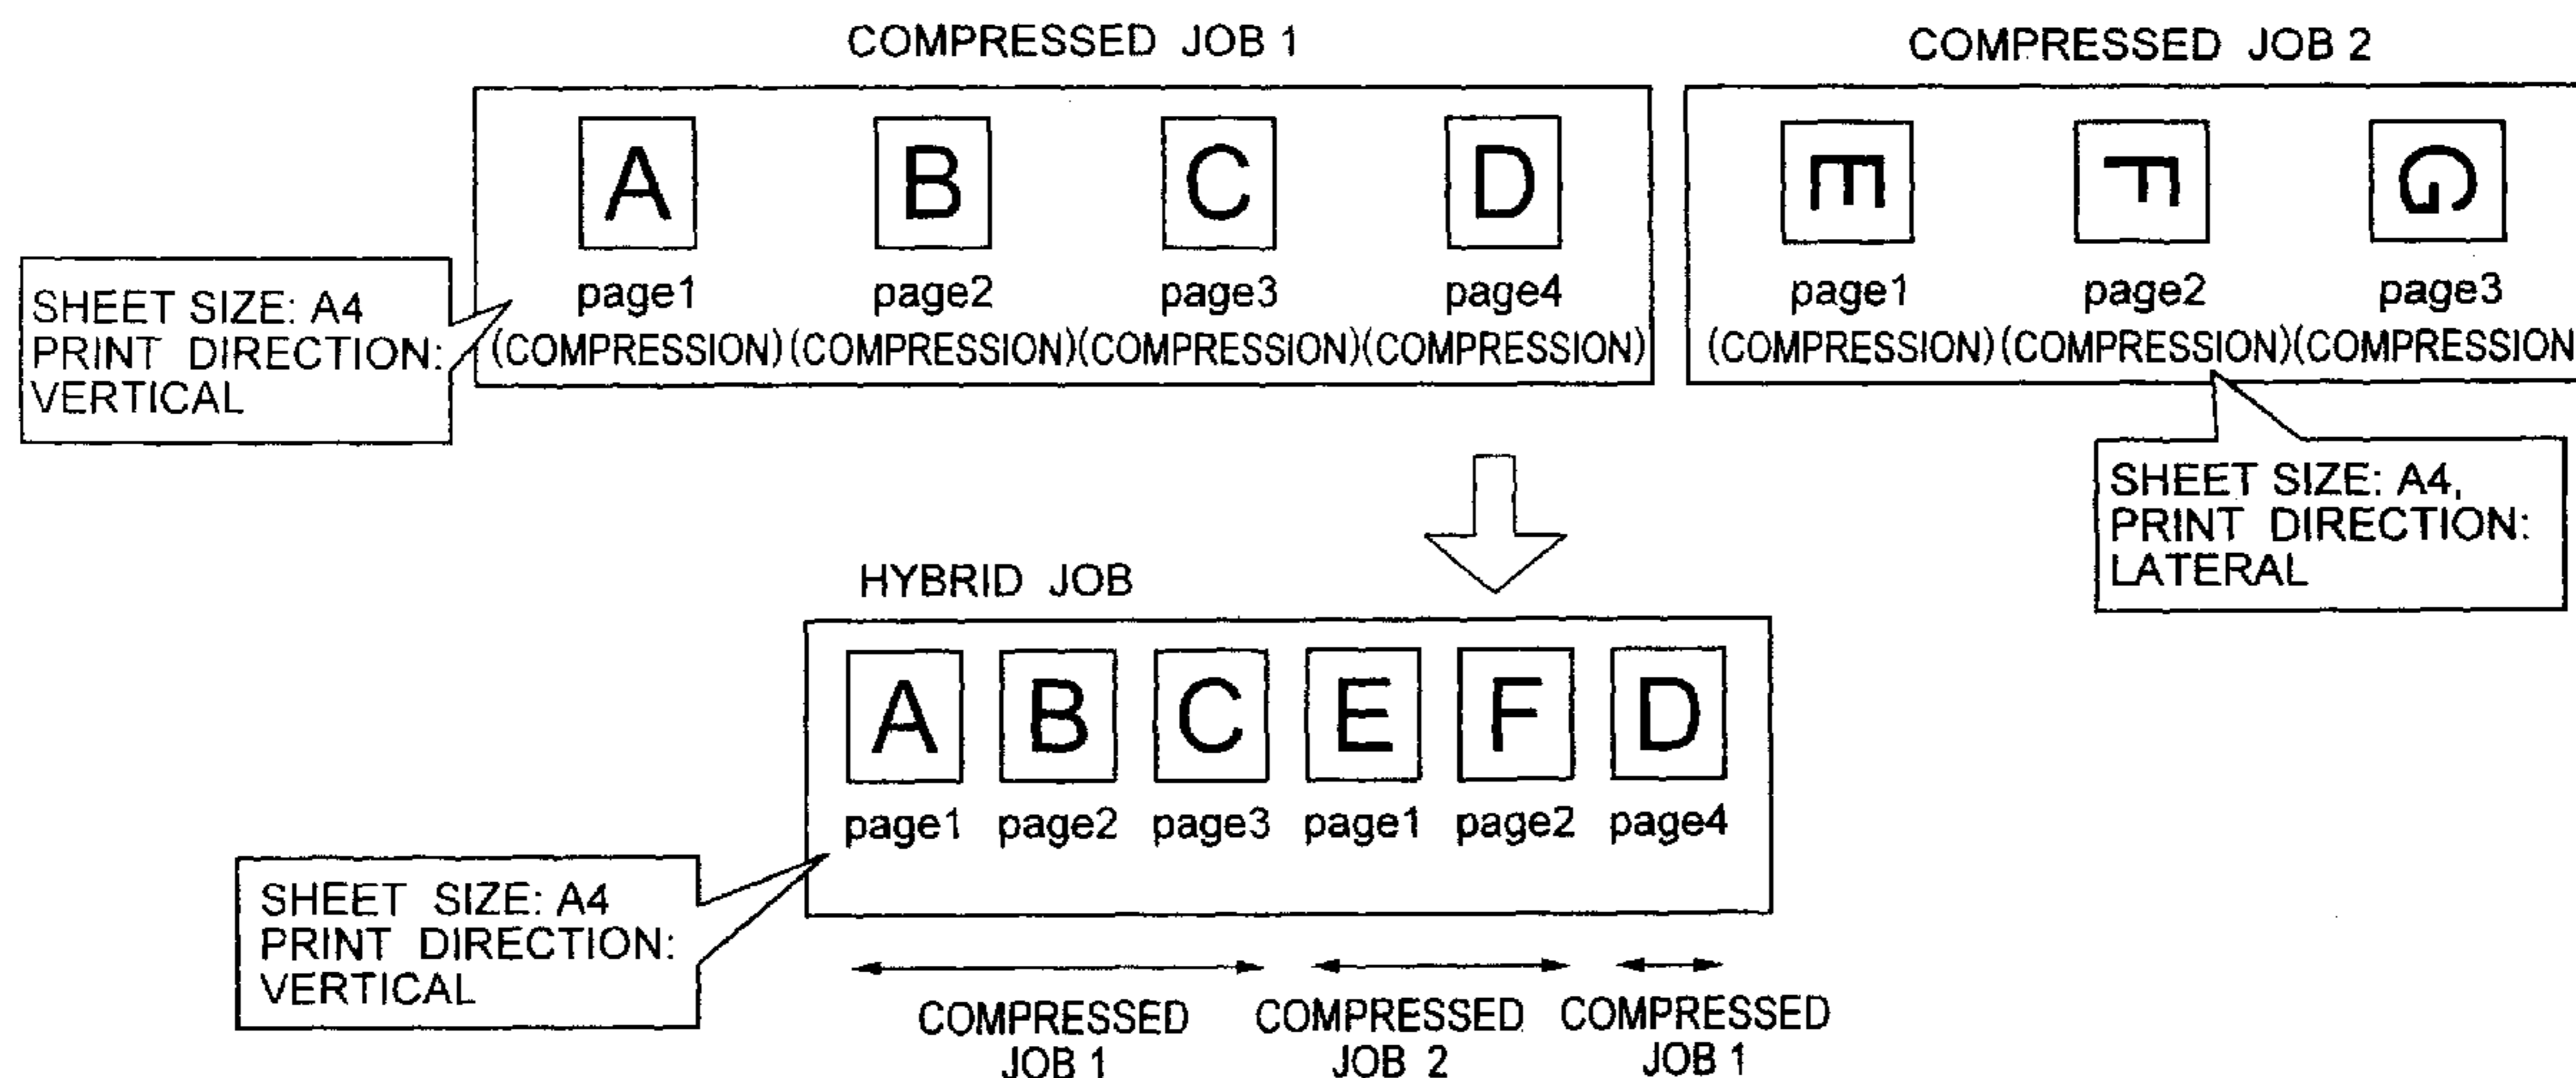 COMPRESSED JOB 1
A B C D
page1 page2 page3 page4
(COMPRESSION) (COMPRESSION)(COMPRESSION)(COMPRESSION)
SHEET SIZE: A4
PRINT DIRECTION:
VERTICAL
COMPRESSED JOB 2
E F G
page1 page2 page3
(COMPRESSION) (COMPRESSION)(COMPRESSION
SHEET SIZE: A4,
PRINT DIRECTION:
LATERAL
HYBRID JOB
A B C E F D
page1 page2 page3 page1 page2 page4
SHEET SIZE: A4
PRINT DIRECTION:
VERTICAL
COMPRESSED
JOB 1
COMPRESSED
JOB 2
COMPRESSED
JOB 1